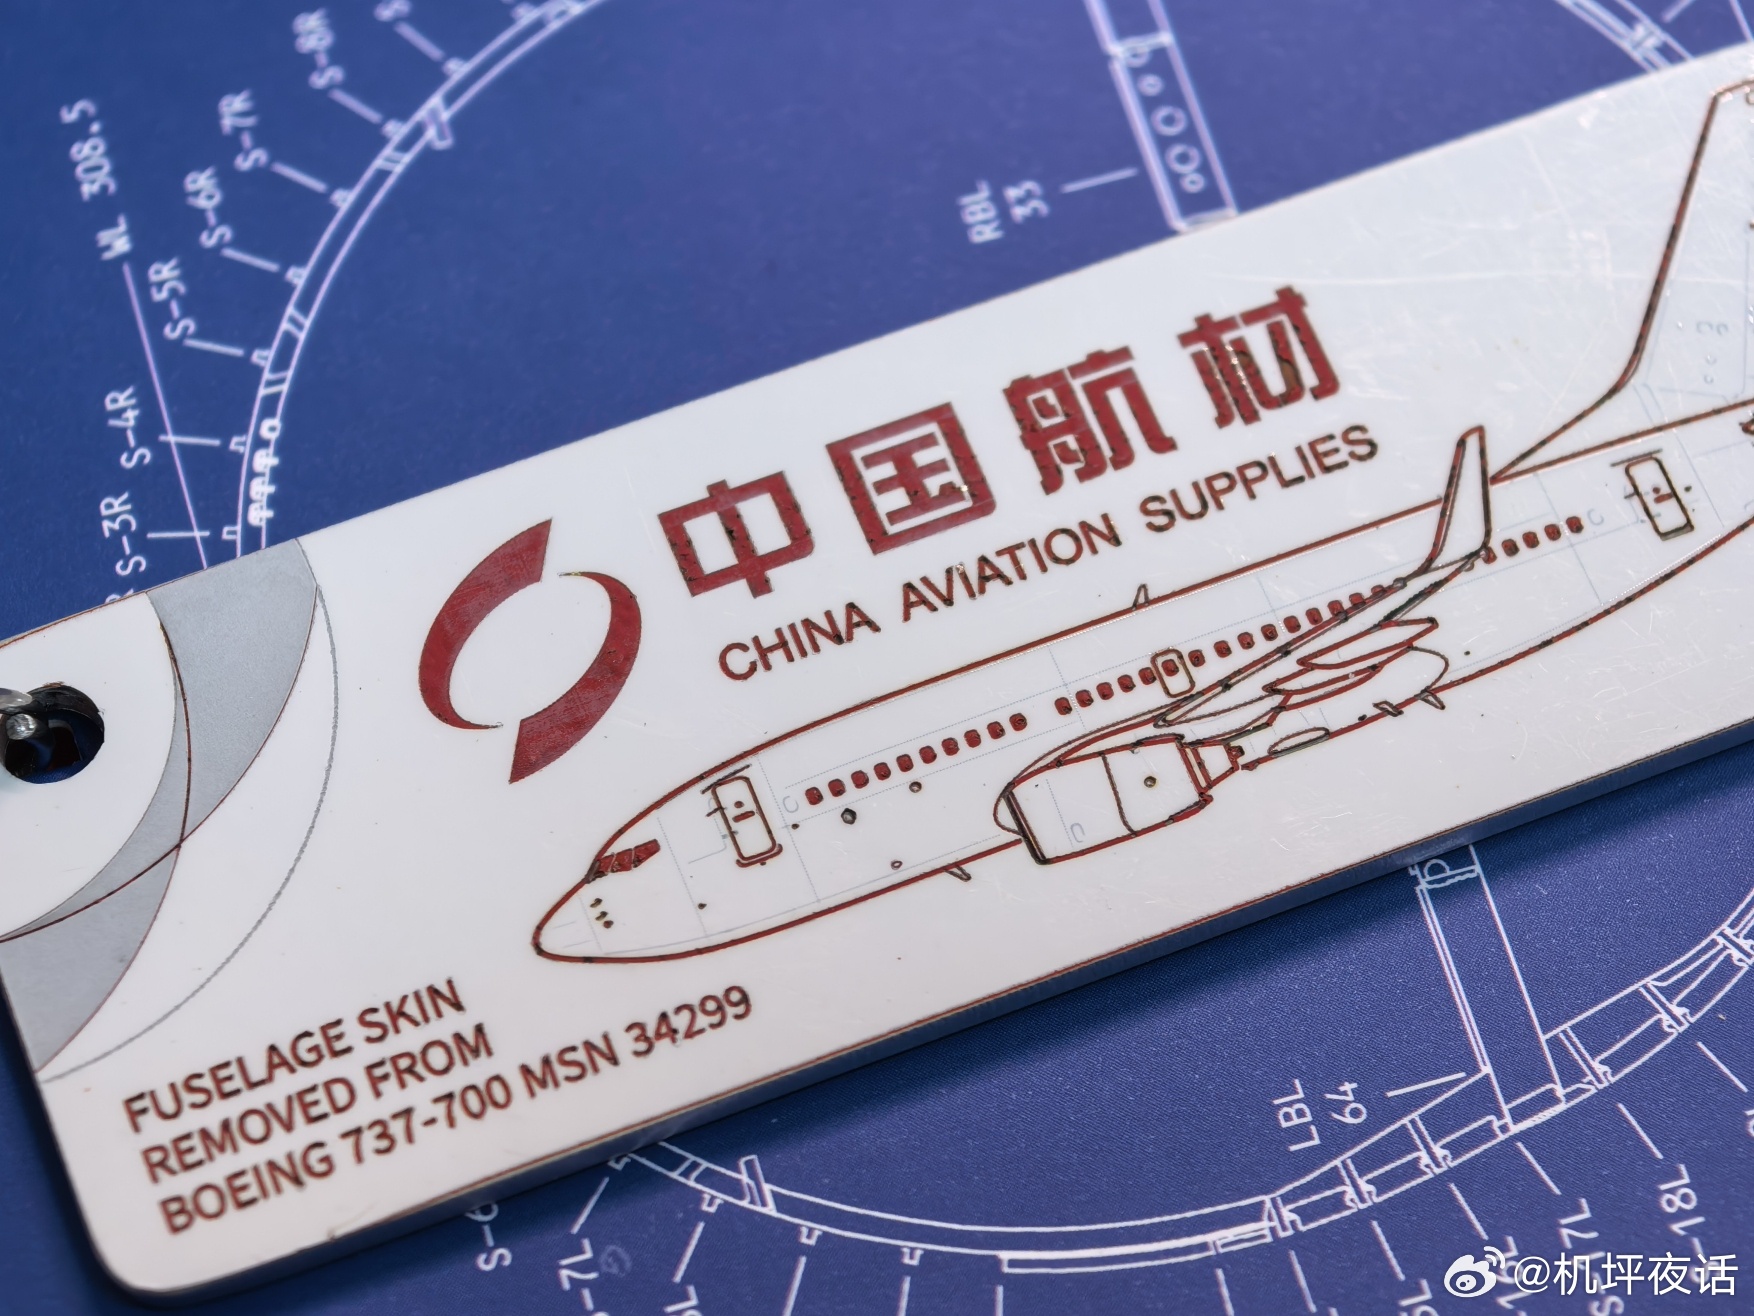 S-8R
S-7R
S-6R
S-5R
S-4R
S-3R
WL 308.5
RBL
33
中国航材
CHINA AVIATION SUPPLIES
FUSELAGE SKIN
REMOVED FROM
BOEING 737-700 MSN 34299
LBL
64
S-18L
@机坪夜话